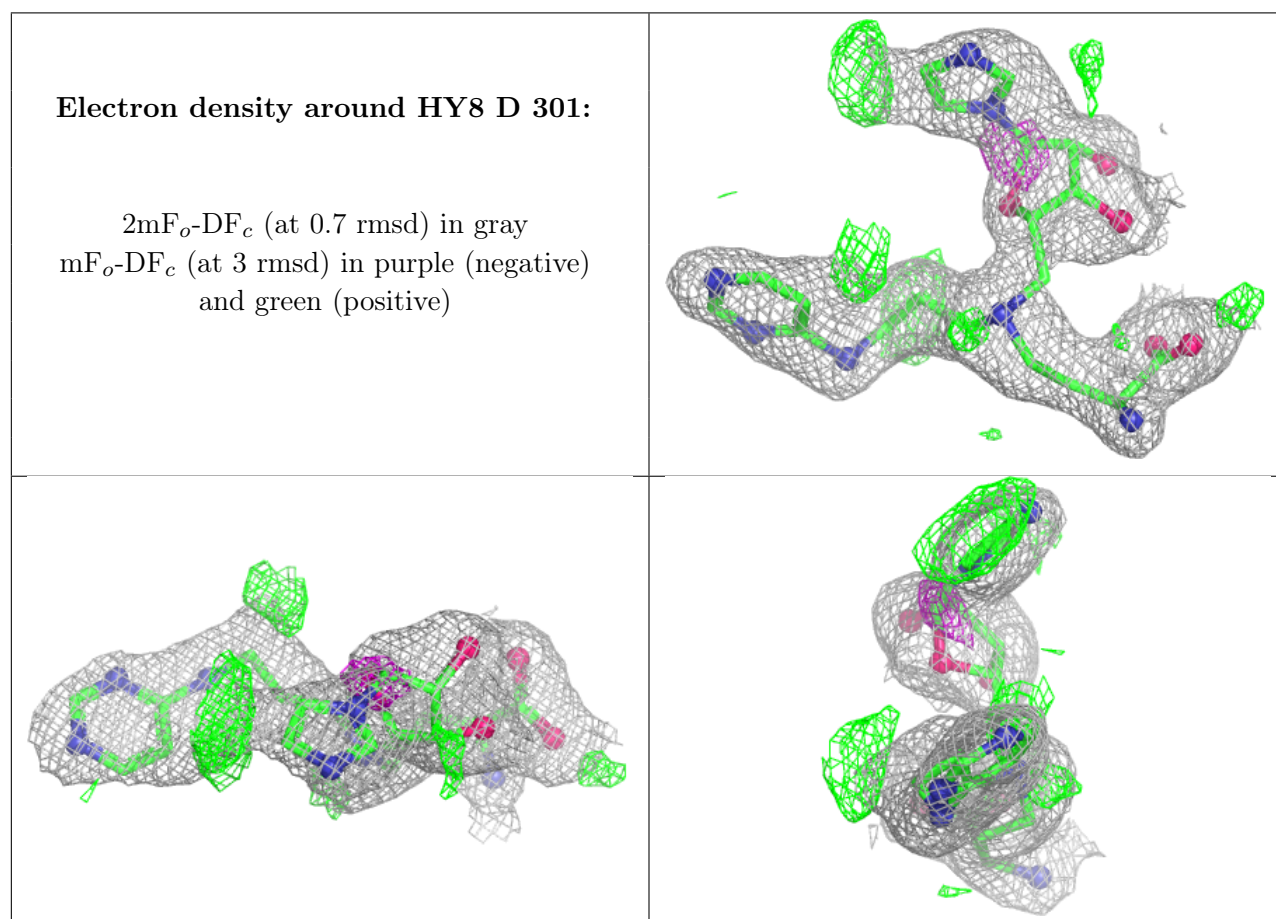 Electron density around HY8 D 301:
2mFo-DFc (at 0.7 rmsd) in gray
mFo-DFc (at 3 rmsd) in purple (negative)
and green (positive)